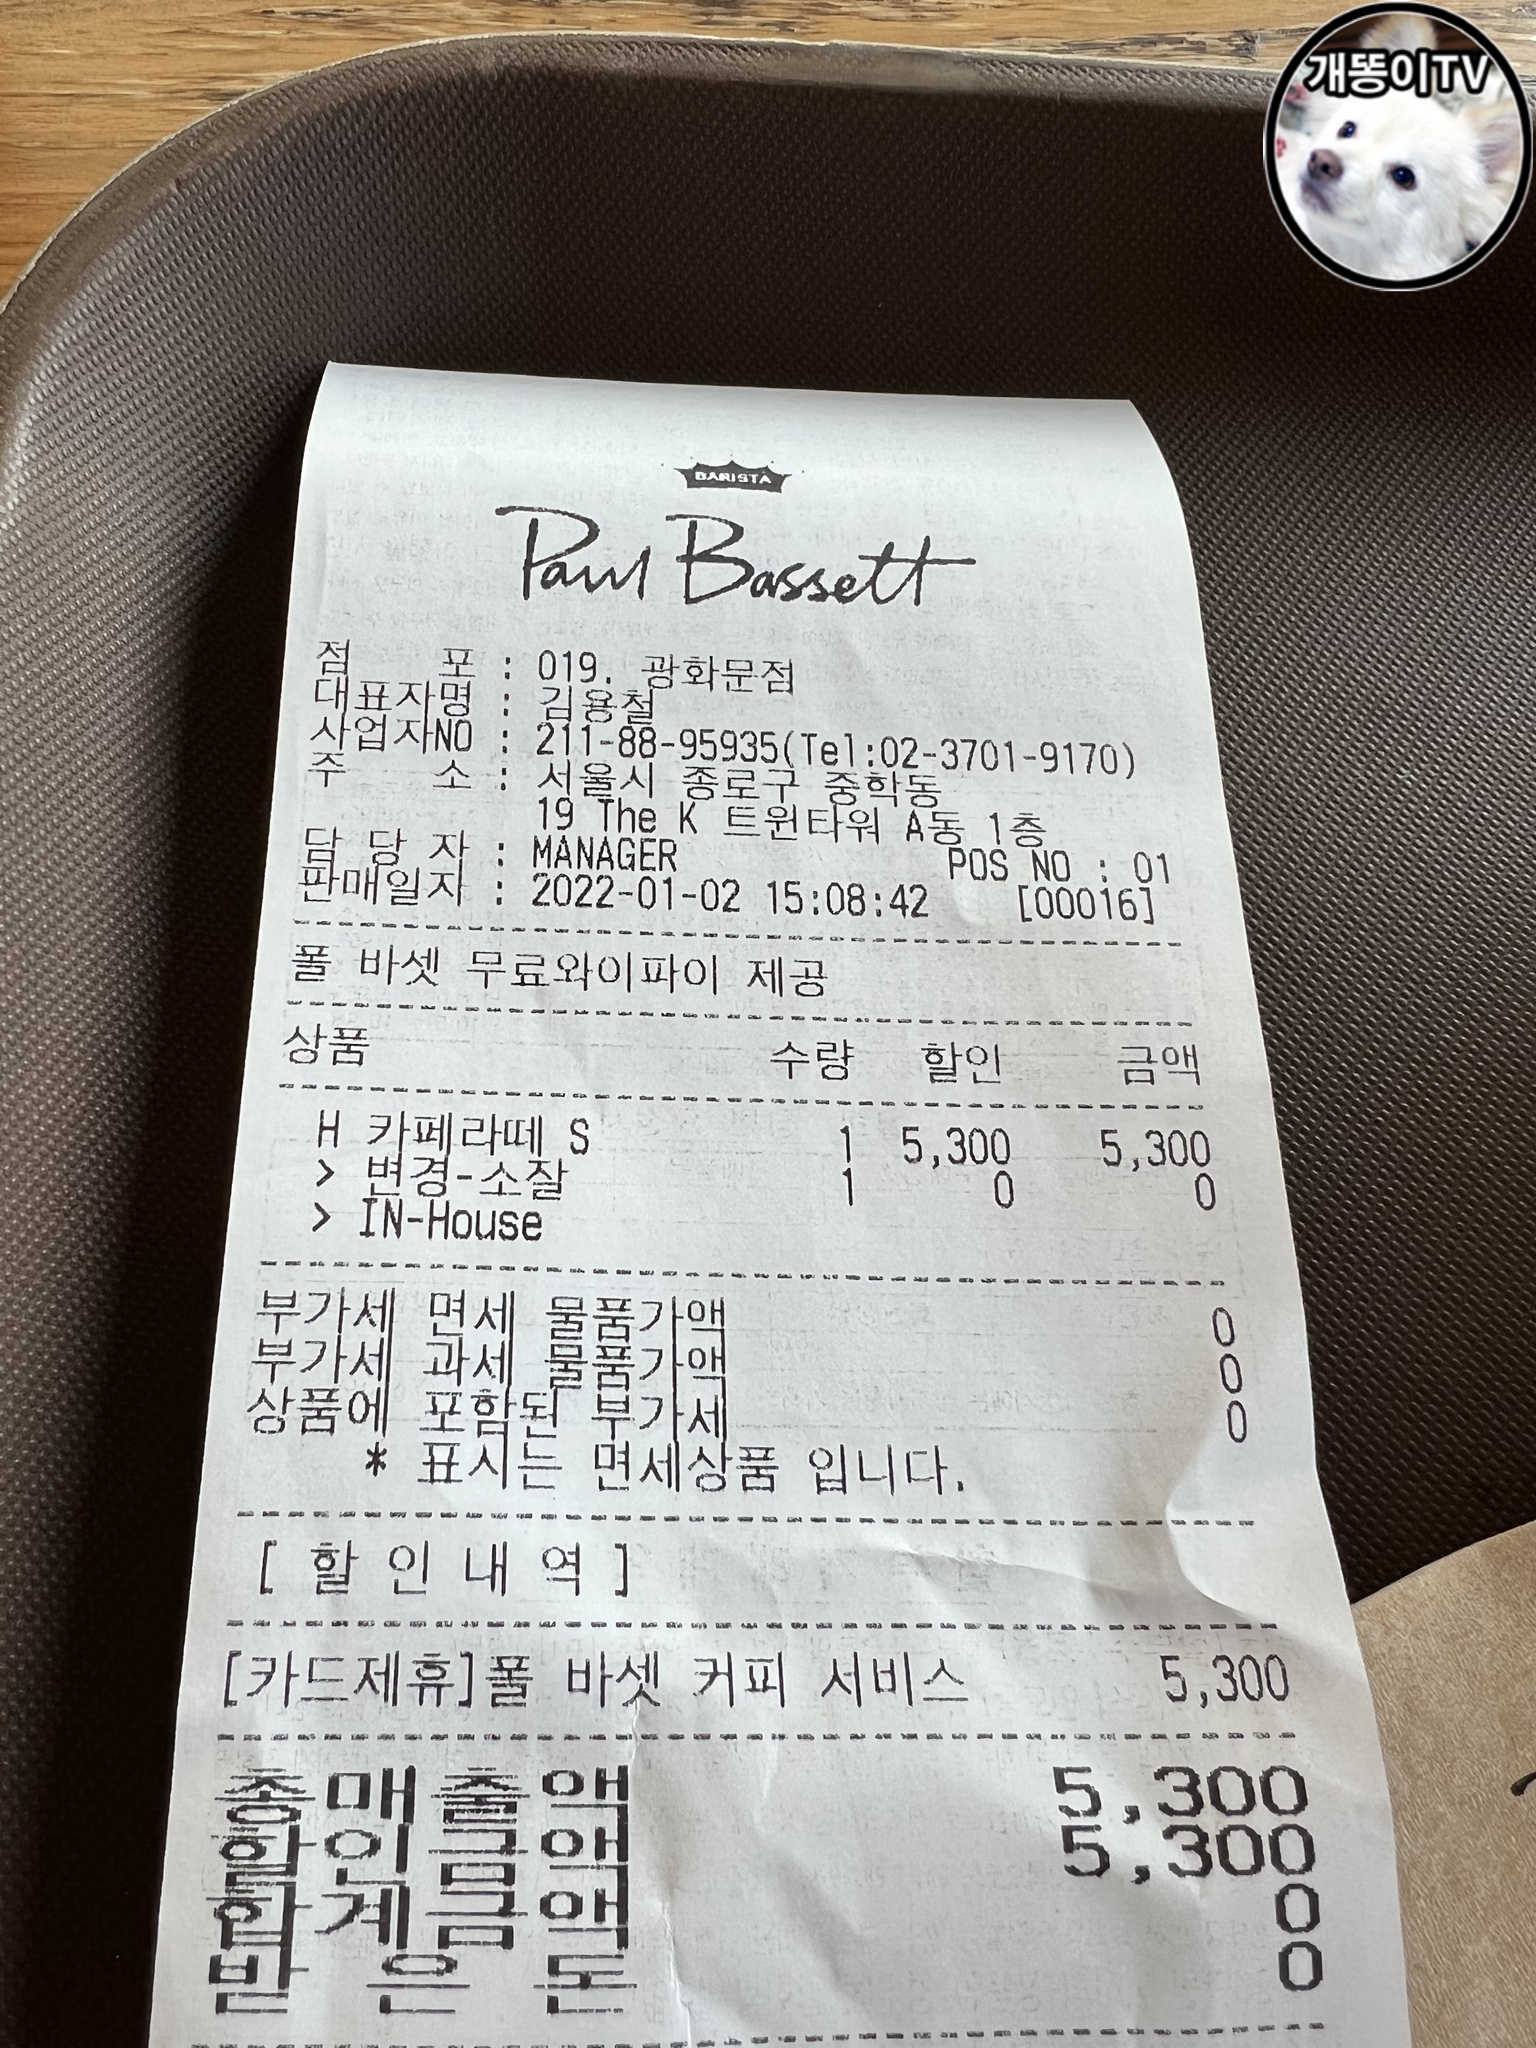 개똥이TV
BARISTA
Paul Bassett
점 포 : 019. 광화문점
대표자명 : 김용철
사업자NO : 211-88-95935(Tel:02-3701-9170)
주 소 : 서울시 종로구 중학동
19 The K 트윈타워 A동 1층
담 당 자 : MANAGER POS NO : 01
판매일자 : 2022-01-02 15:08:42 [00016]
폴 바셋 무료와이파이 제공
상품 수량 할인 금액
H 카페라떼 S 1 5,300 5,300
> 변경-소잘 1 0 0
> IN-House
부가세 면세 물품가액 0
부가세 과세 물품가액 0
상품에 포함된 부가세 0
* 표시는 면세상품 입니다.
[ 할 인 내 역 ]
[카드제휴]폴 바셋 커피 서비스 5,300
총매출액 5,300
할인금액 5,300
합계금액 0
받 은 돈 0